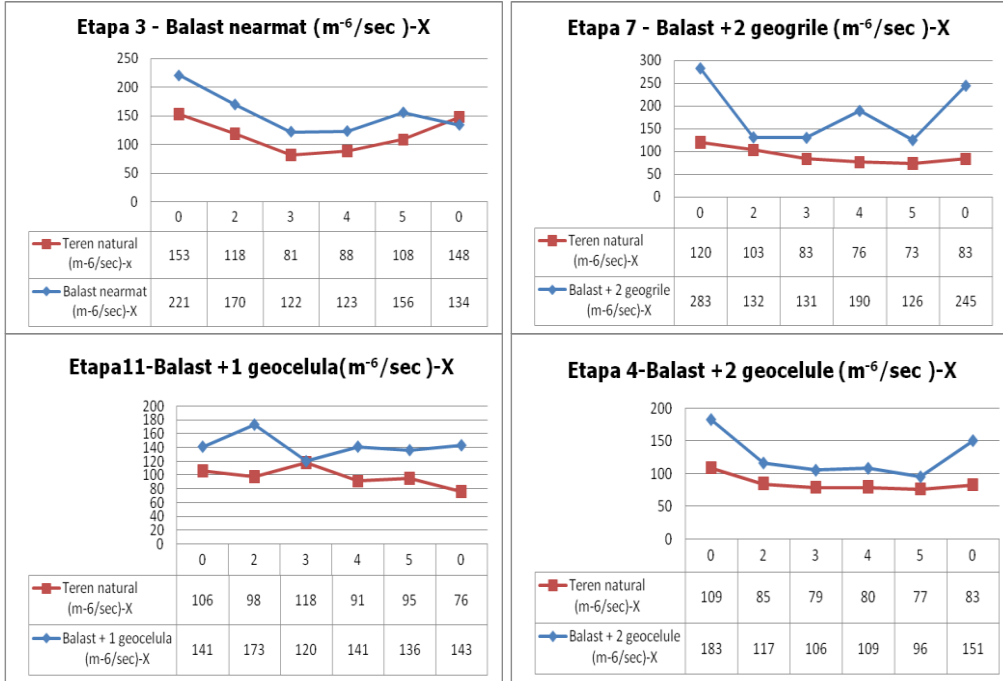 Etapa 3 - Balast nearmat (m⁻⁶/sec )-X
250
200
150
100
50
0
0 2 3 4 5 0
Teren natural
(m-6/sec)-x
153 118 81 88 108 148
Balast nearmat
(m-6/sec)-X
221 170 122 123 156 134
Etapa 7 - Balast +2 geogrile (m⁻⁶/sec )-X
300
250
200
150
100
50
0
0 2 3 4 5 0
Teren natural
(m-6/sec)-X
120 103 83 76 73 83
Balast + 2 geogrile
(m-6/sec)-X
283 132 131 190 126 245
Etapa11-Balast +1 geocelula(m⁻⁶/sec )-X
200
180
160
140
120
100
80
60
40
20
0
0 2 3 4 5 0
Teren natural
(m-6/sec)-X
106 98 118 91 95 76
Balast + 1 geocelula
(m-6/sec)-X
141 173 120 141 136 143
Etapa 4-Balast +2 geocelule (m⁻⁶/sec )-X
200
150
100
50
0
0 2 3 4 5 0
Teren natural
(m-6/sec)-X
109 85 79 80 77 83
Balast + 2 geocelule
(m-6/sec)-X
183 117 106 109 96 151